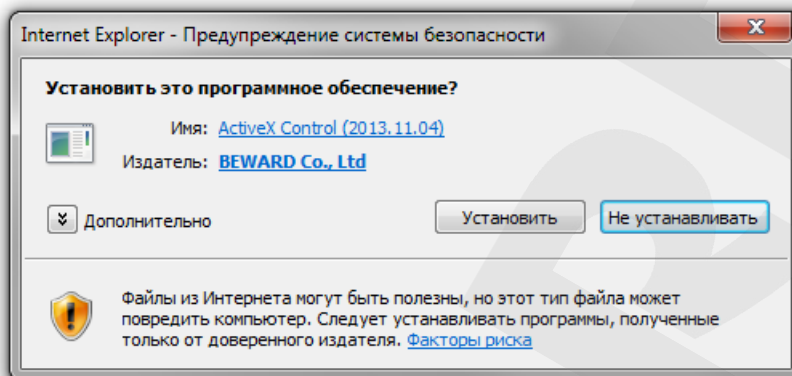 Internet Explorer - Предупреждение системы безопасности
Установить это программное обеспечение?
Имя: ActiveX Control (2013.11.04)
Издатель: BEWARD Co., Ltd
Дополнительно
Установить
Не устанавливать
Файлы из Интернета могут быть полезны, но этот тип файла может
повредить компьютер. Следует устанавливать программы, полученные
только от доверенного издателя. Факторы риска